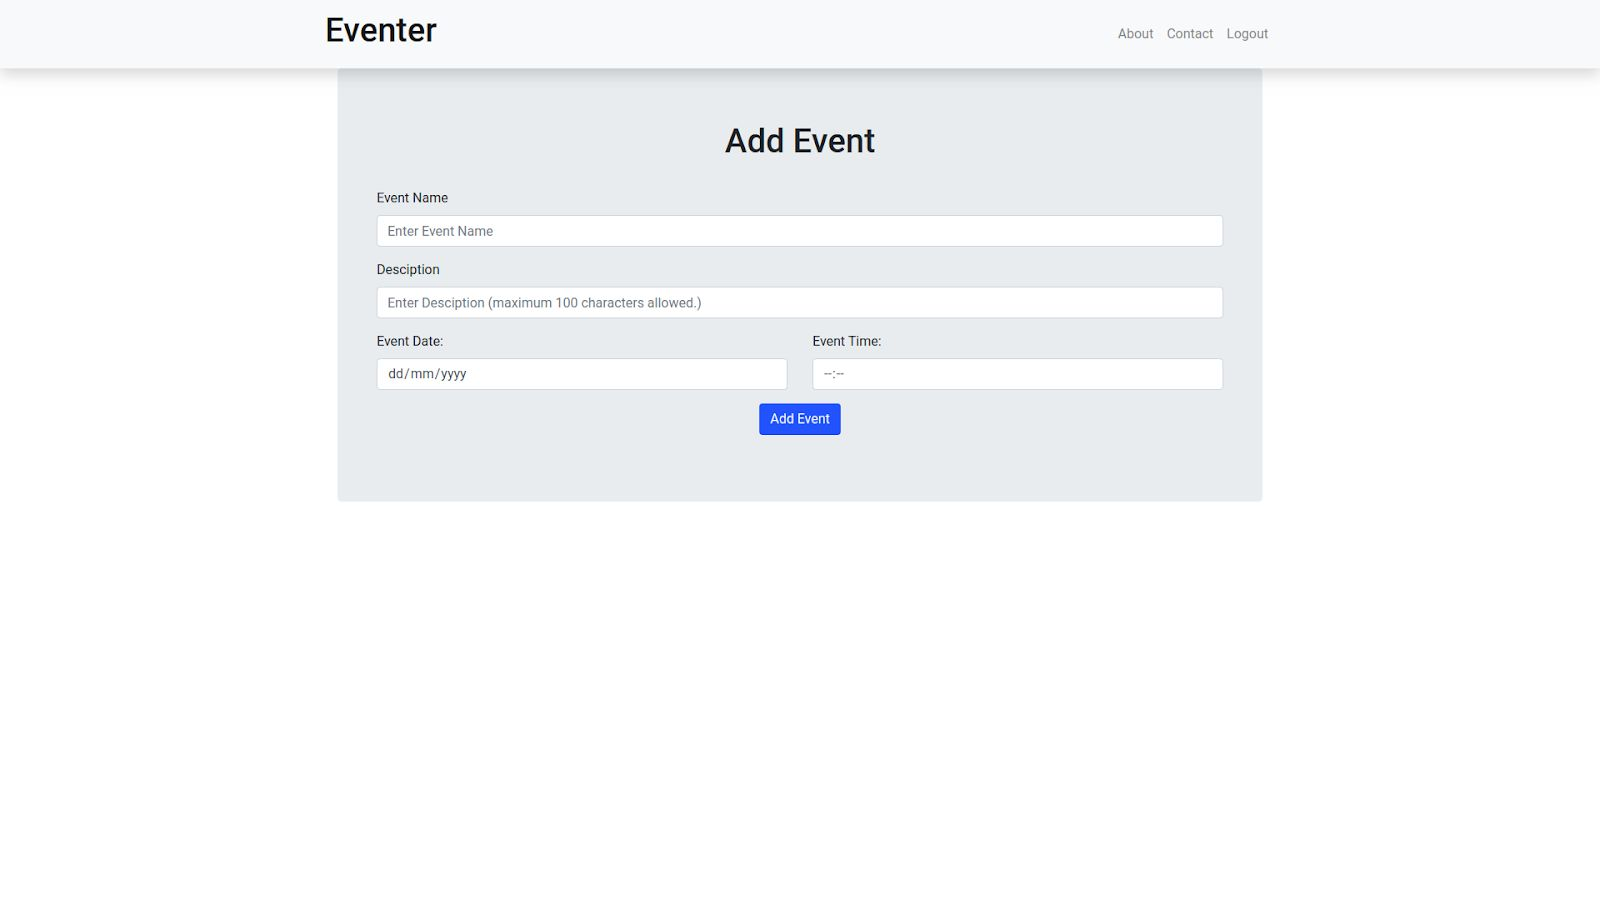 Eventer
About Contact Logout
Add Event
Event Name
Enter Event Name
Desciption
Enter Desciption (maximum 100 characters allowed.)
Event Date: Event Time:
dd/mm/yyyy --:--
Add Event